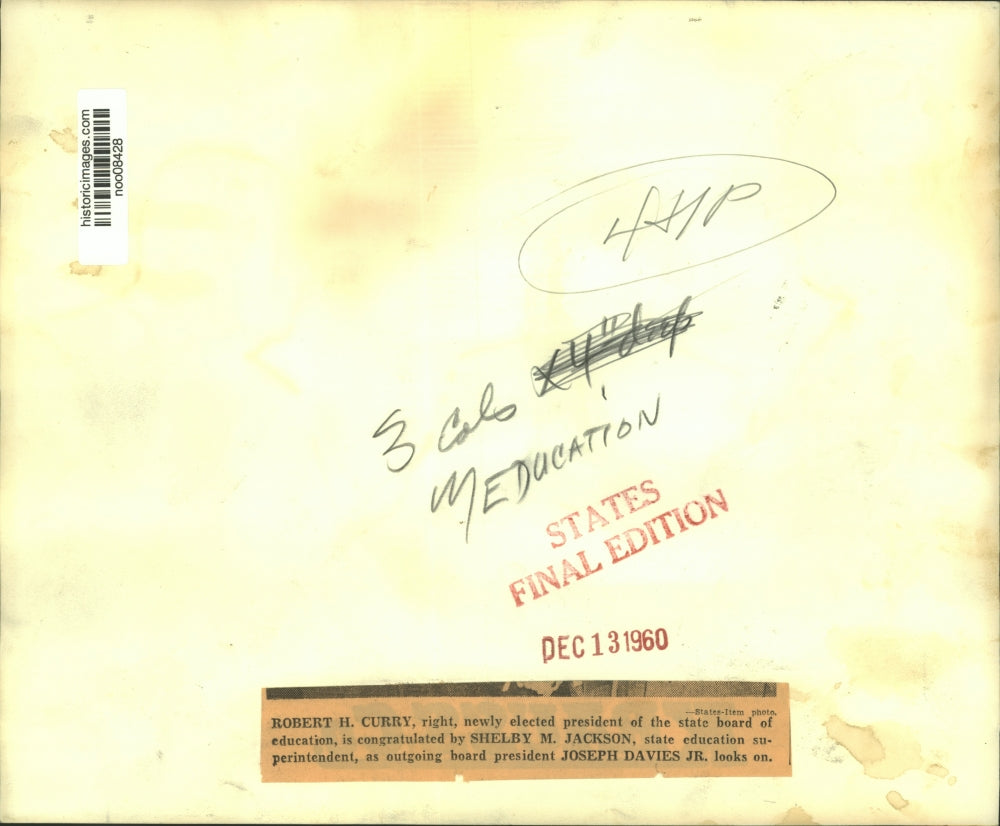 historicimages.com
noo08428
3 Cols x 4" deep
MEDUCATION
STATES
FINAL EDITION
DEC 13 1960
—States-Item photo.
ROBERT H. CURRY, right, newly elected president of the state board of
education, is congratulated by SHELBY M. JACKSON, state education su-
perintendent, as outgoing board president JOSEPH DAVIES JR. looks on.